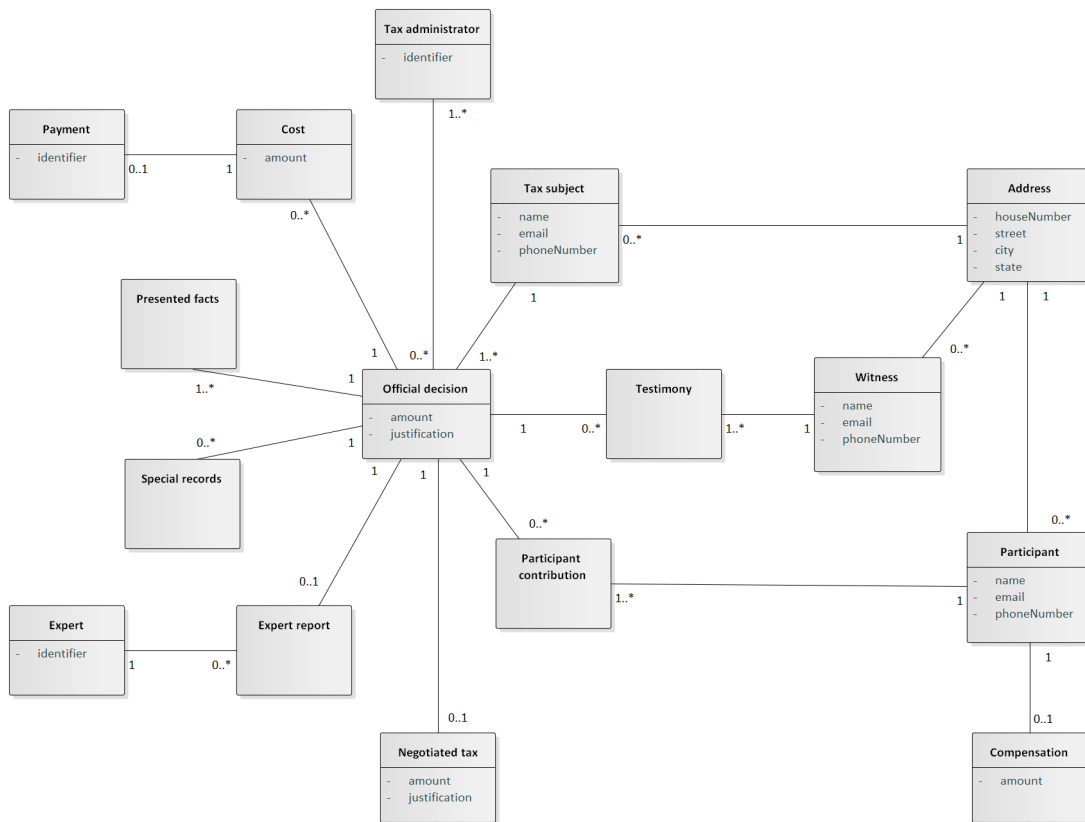 Tax administrator
- identifier
1..*
Payment
- identifier
0..1
1
Cost
- amount
0..*
Tax subject
- name
- email
- phoneNumber
0..*
1
Address
- houseNumber
- street
- city
- state
1
1
1
Presented facts
1..*
1
1
0..*
1..*
0..*
Official decision
- amount
- justification
1
0..*
Testimony
1..*
1
Witness
- name
- email
- phoneNumber
0..*
1
Special records
1
1
1
0..*
Participant
contribution
1..*
1
0..*
Participant
- name
- email
- phoneNumber
1
0..1
Expert
- identifier
1
0..*
Expert report
0..1
Negotiated tax
- amount
- justification
0..1
Compensation
- amount